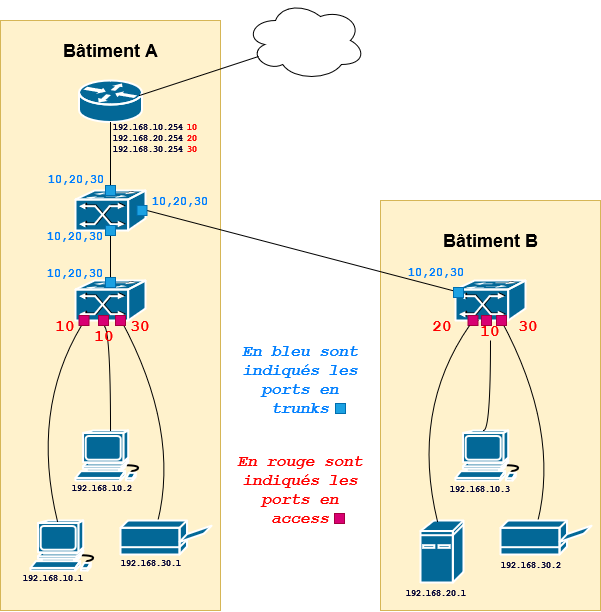 Bâtiment A
192.168.10.254 10
192.168.20.254 20
192.168.30.254 30
10,20,30
10,20,30
10,20,30
10,20,30
10
10
30
192.168.10.2
192.168.10.1
192.168.30.1
En bleu sont
indiqués les
ports en
trunks
En rouge sont
indiqués les
ports en
access
Bâtiment B
10,20,30
20
10
30
192.168.10.3
192.168.30.2
192.168.20.1